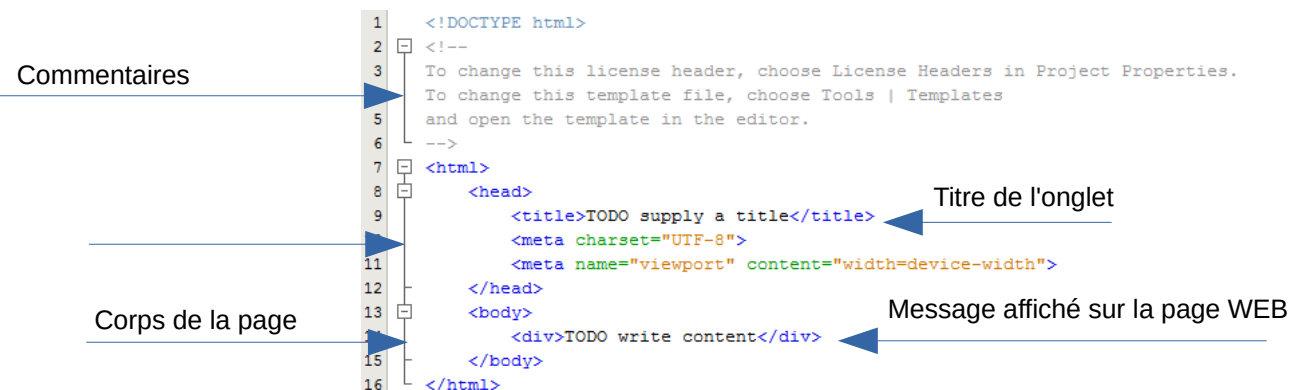 1 <!DOCTYPE html>
2 <!--
Commentaires
3 To change this license header, choose License Headers in Project Properties.
To change this template file, choose Tools | Templates
5 and open the template in the editor.
6 -->
7 <html>
8 <head>
Titre de l'onglet
9 <title>TODO supply a title</title>
<meta charset="UTF-8">
11 <meta name="viewport" content="width=device-width">
12 </head>
13 <body>
Corps de la page
Message affiché sur la page WEB
<div>TODO write content</div>
15 </body>
16 </html>